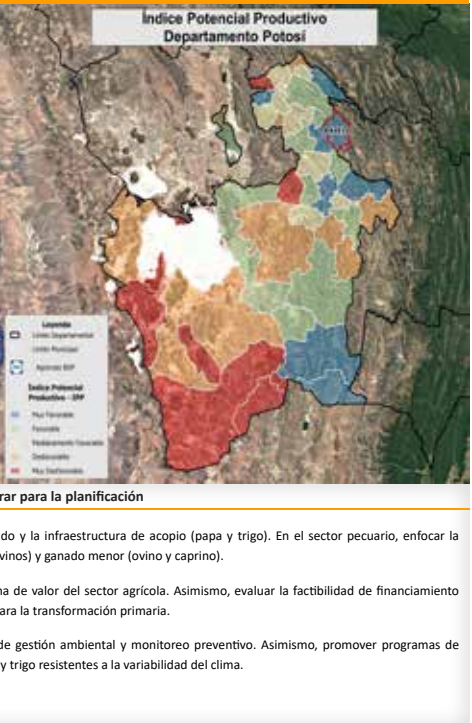 Índice Potencial Productivo
Departamento Potosí
Leyenda
Límite Departamental
Límite Municipal
Índice Potencial
Productivo - IPP
Muy Favorable
Favorable
Medianamente Favorable
Desfavorable
Muy Desfavorable
rar para la planificación
do y la infraestructura de acopio (papa y trigo). En el sector pecuario, enfocar la
vinos) y ganado menor (ovino y caprino).
na de valor del sector agrícola. Asimismo, evaluar la factibilidad de financiamiento
ara la transformación primaria.
de gestión ambiental y monitoreo preventivo. Asimismo, promover programas de
y trigo resistentes a la variabilidad del clima.